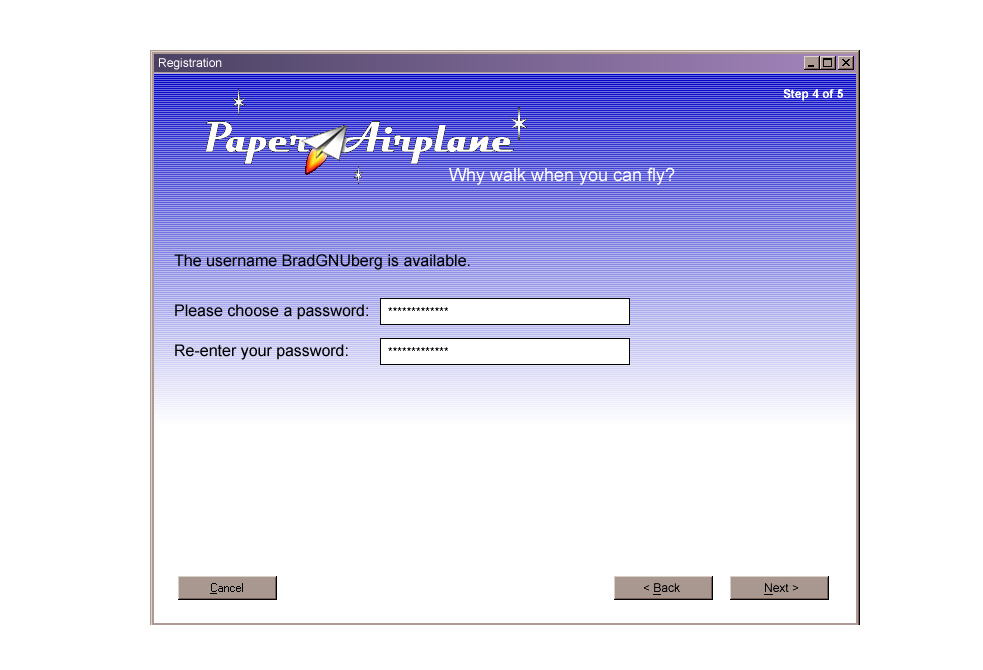 Registration
Step 4 of 5
Paper Airplane
Why walk when you can fly?
The username BradGNUberg is available.
Please choose a password: *************
Re-enter your password: *************
Cancel < Back Next >